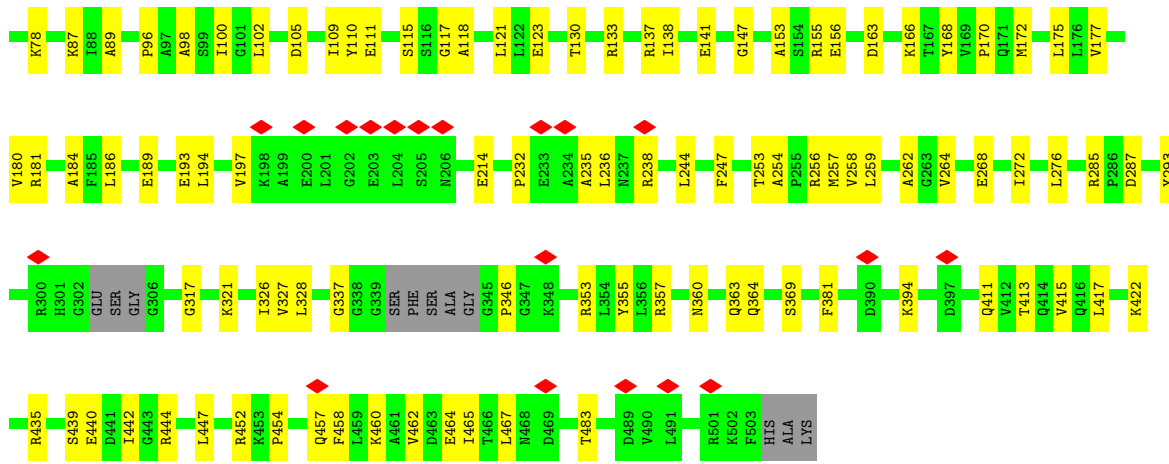 K78 K87 I88 A89 P96 A97 A98 S99 I100 G101 L102 D105 I109 Y110 E111 S115 S116 G117 A118 L121 L122 E123 T130 R133 R137 I138 E141 G147 A153 S154 R155 E156 D163 K166 T167 Y168 V169 P170 Q171 M172 L175 L176 V177
V180 R181 A184 F185 L186 E189 E193 L194 V197 K198 A199 E200 L201 G202 E203 L204 S205 N206 E214 P232 E233 A234 A235 L236 N237 R238 L244 F247 T253 A254 P255 R256 M257 V258 L259 A262 G263 V264 E268 I272 L276 R285 P286 D287
R300 H301 G302 GLU SER GLY G306 G317 K321 I326 V327 L328 G337 G338 G339 SER PHE SER ALA GLY G345 P346 G347 K348 R353 L354 Y355 L356 R357 N360 Q363 Q364 S369 F381 D390 K394 D397 Q411 V412 T413 Q414 V415 Q416 L417 K422
R435 S439 E440 D441 I442 G443 R444 L447 R452 K453 P454 Q457 F458 L459 K460 A461 V462 D463 E464 I465 T466 L467 N468 D469 T483 D489 V490 L491 R501 K502 F503 HIS ALA LYS